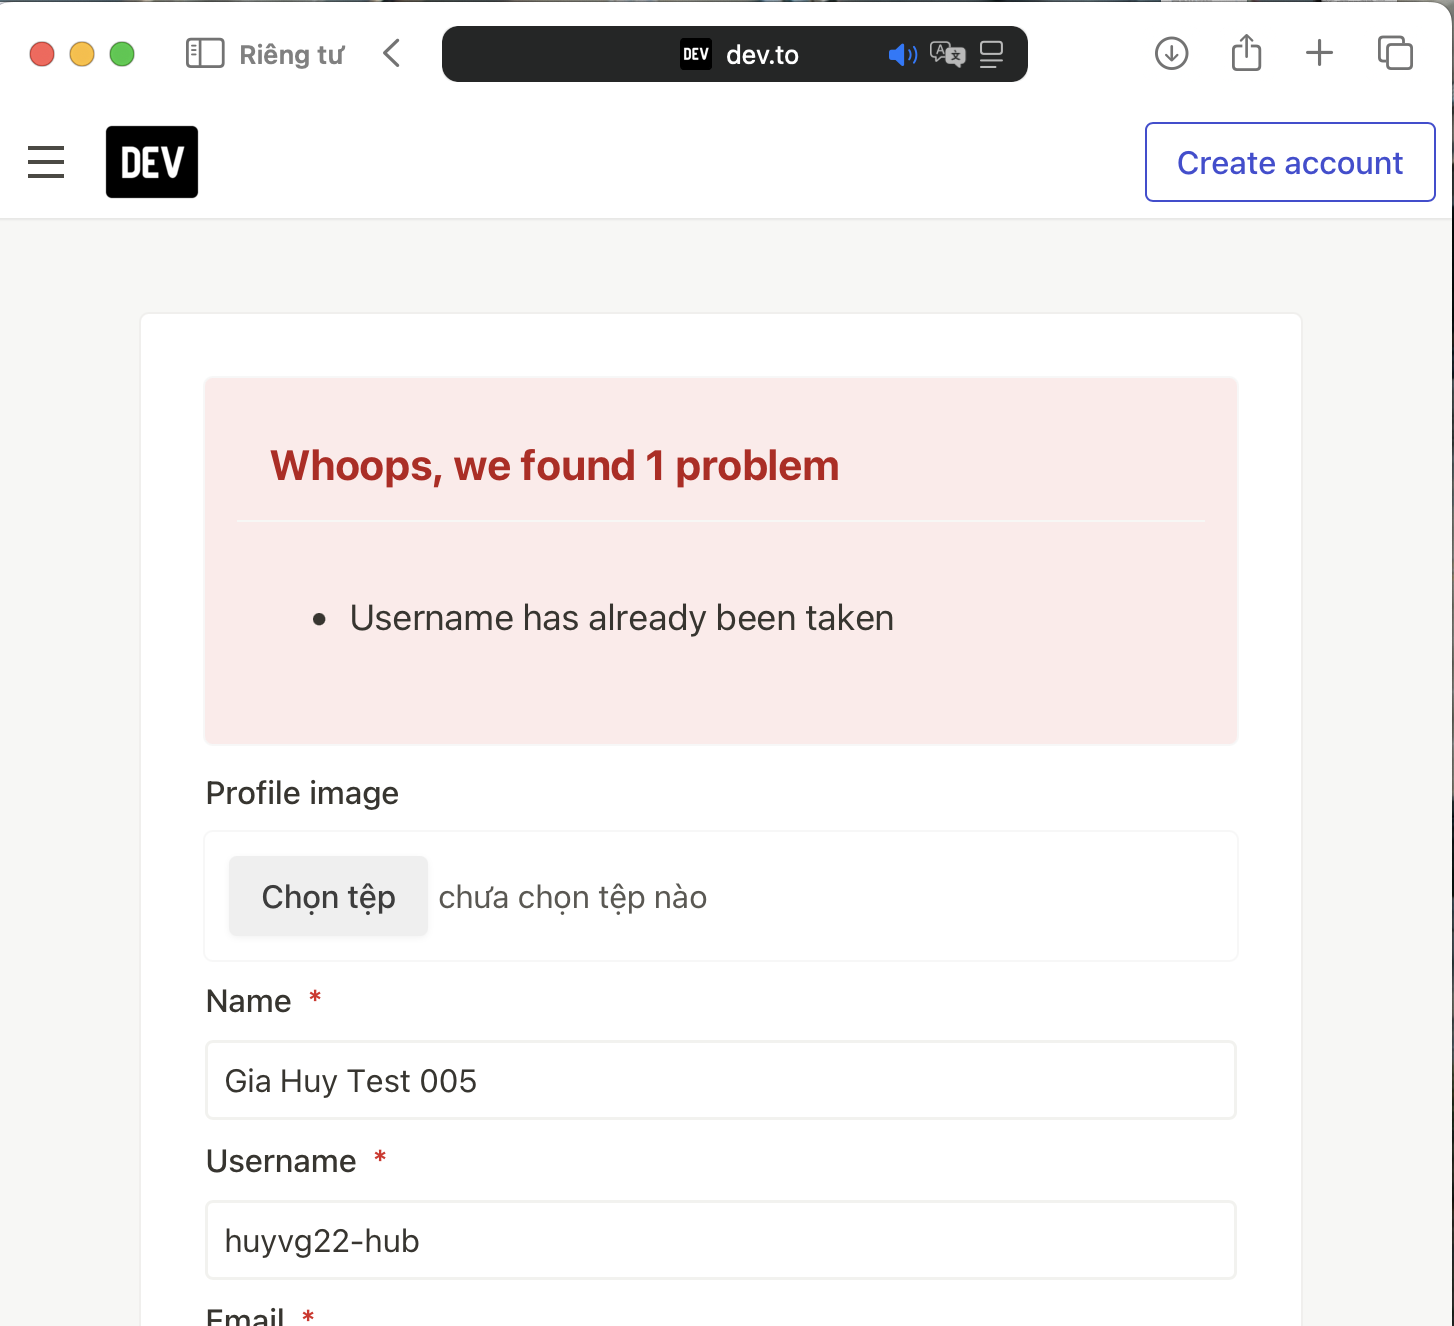 Riêng tư
DEV dev.to
DEV
Create account
Whoops, we found 1 problem
• Username has already been taken
Profile image
Chọn tệp chưa chọn tệp nào
Name *
Gia Huy Test 005
Username *
huyvg22-hub
Email *